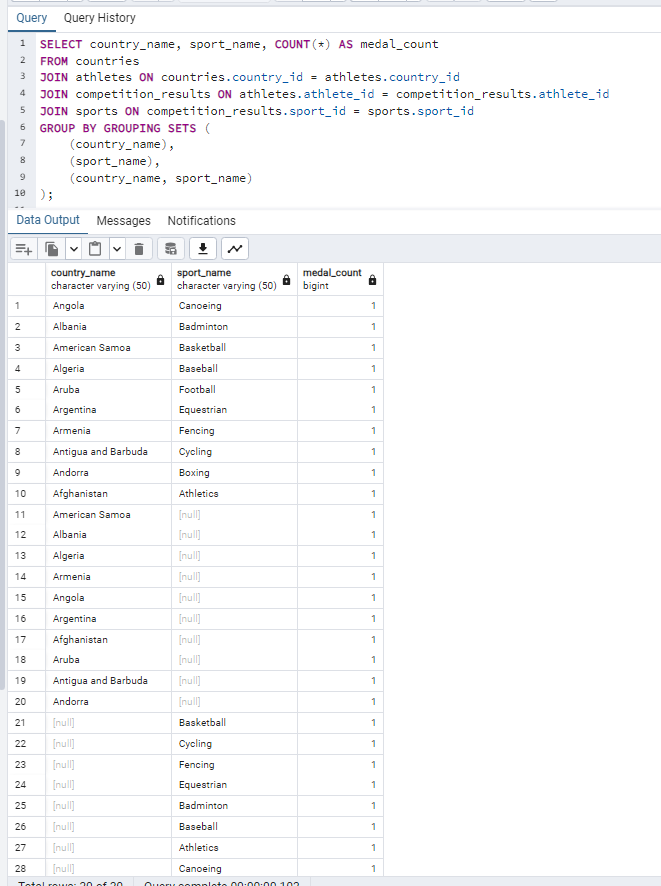 Query Query History
1 SELECT country_name, sport_name, COUNT(*) AS medal_count
2 FROM countries
3 JOIN athletes ON countries.country_id = athletes.country_id
4 JOIN competition_results ON athletes.athlete_id = competition_results.athlete_id
5 JOIN sports ON competition_results.sport_id = sports.sport_id
6 GROUP BY GROUPING SETS (
7 (country_name),
8 (sport_name),
9 (country_name, sport_name)
10 );
Data Output Messages Notifications
country_name sport_name medal_count
character varying (50) character varying (50) bigint
1 Angola Canoeing 1
2 Albania Badminton 1
3 American Samoa Basketball 1
4 Algeria Baseball 1
5 Aruba Football 1
6 Argentina Equestrian 1
7 Armenia Fencing 1
8 Antigua and Barbuda Cycling 1
9 Andorra Boxing 1
10 Afghanistan Athletics 1
11 American Samoa [null] 1
12 Albania [null] 1
13 Algeria [null] 1
14 Armenia [null] 1
15 Angola [null] 1
16 Argentina [null] 1
17 Afghanistan [null] 1
18 Aruba [null] 1
19 Antigua and Barbuda [null] 1
20 Andorra [null] 1
21 [null] Basketball 1
22 [null] Cycling 1
23 [null] Fencing 1
24 [null] Equestrian 1
25 [null] Badminton 1
26 [null] Baseball 1
27 [null] Athletics 1
28 [null] Canoeing 1
Total rows: of Query complete